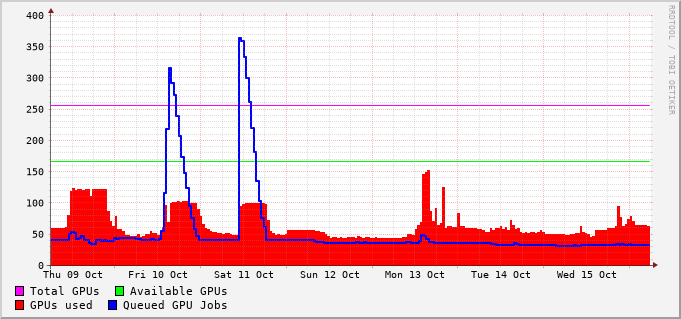 RRDTOOL / TOBI OETIKER
400
350
300
250
200
150
100
50
0
Thu 09 Oct Fri 10 Oct Sat 11 Oct Sun 12 Oct Mon 13 Oct Tue 14 Oct Wed 15 Oct
Total GPUs Available GPUs
GPUs used Queued GPU Jobs